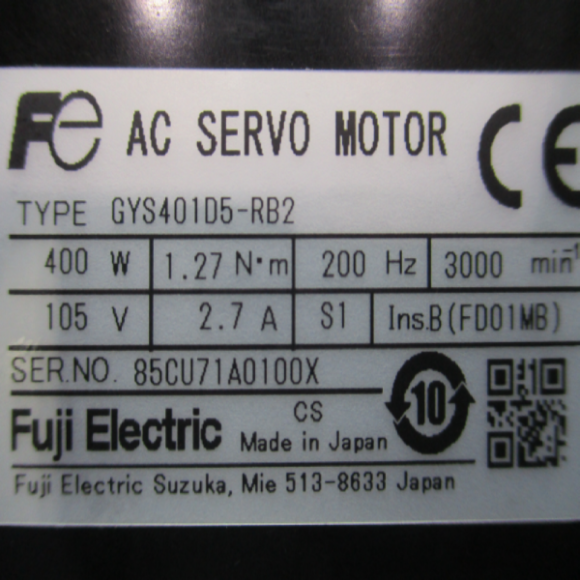 Fe AC SERVO MOTOR CE
TYPE GYS401D5-RB2
400 W 1.27 N·m 200 Hz 3000 min⁻¹
105 V 2.7 A S1 Ins.B(FD01MB)
SER.NO. 85CU71A0100X
CS
10
Fuji Electric Made in Japan
Fuji Electric Suzuka, Mie 513-8633 Japan